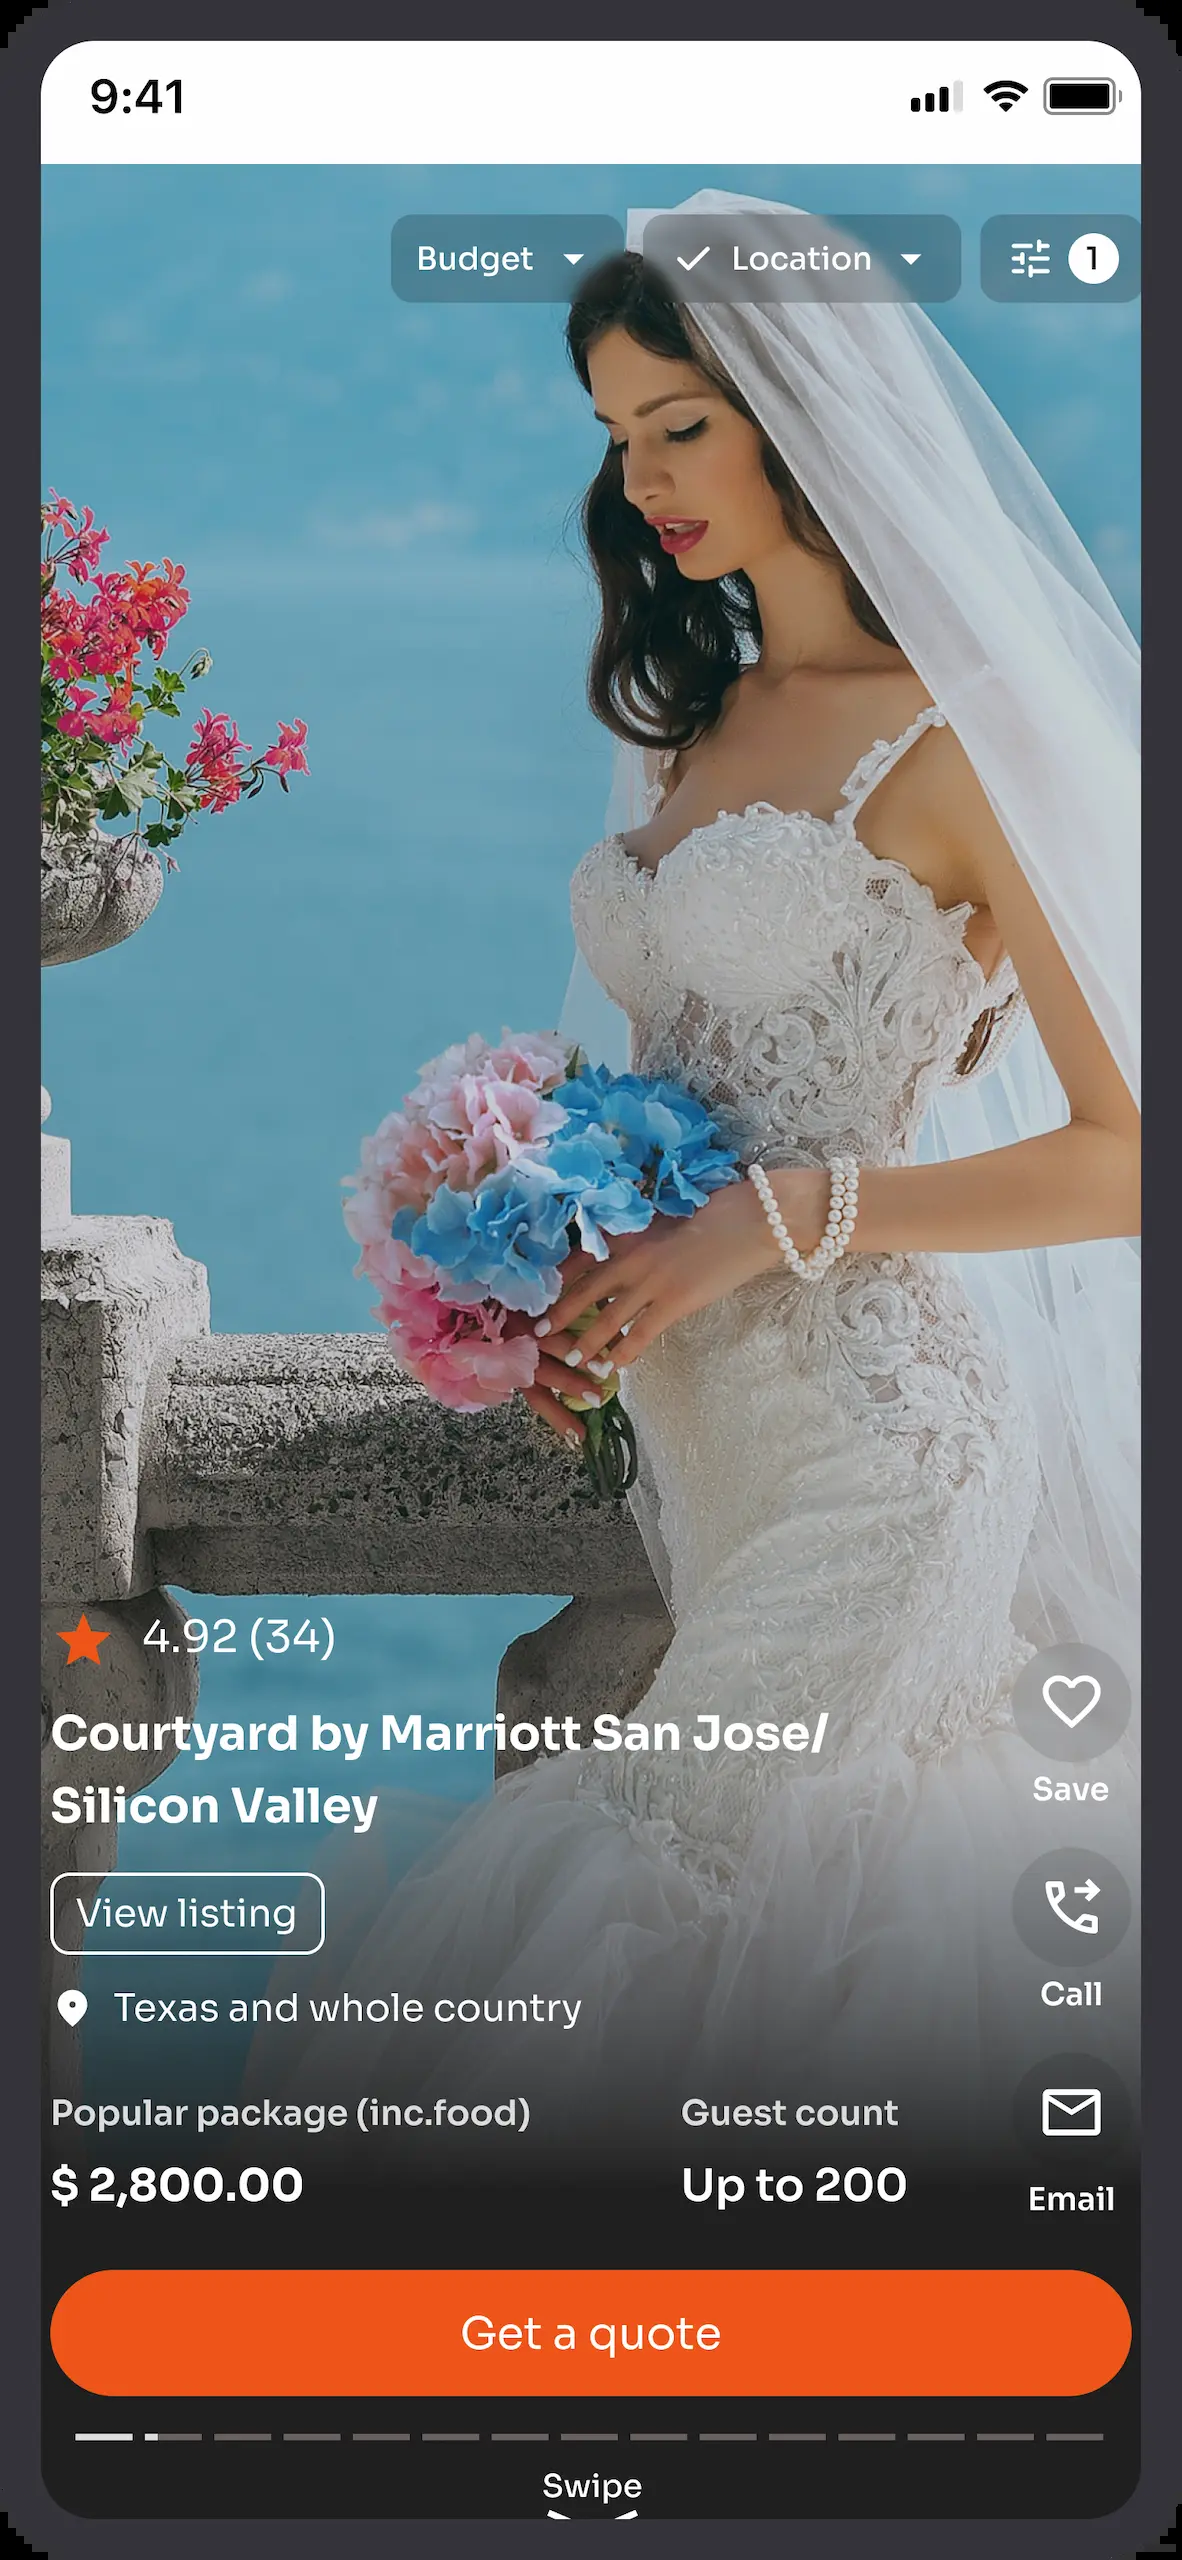 9:41
Budget
Location
1
4.92 (34)
Courtyard by Marriott San Jose/
Silicon Valley
Save
View listing
Call
Texas and whole country
Popular package (inc.food)
Guest count
$ 2,800.00
Up to 200
Email
Get a quote
Swipe